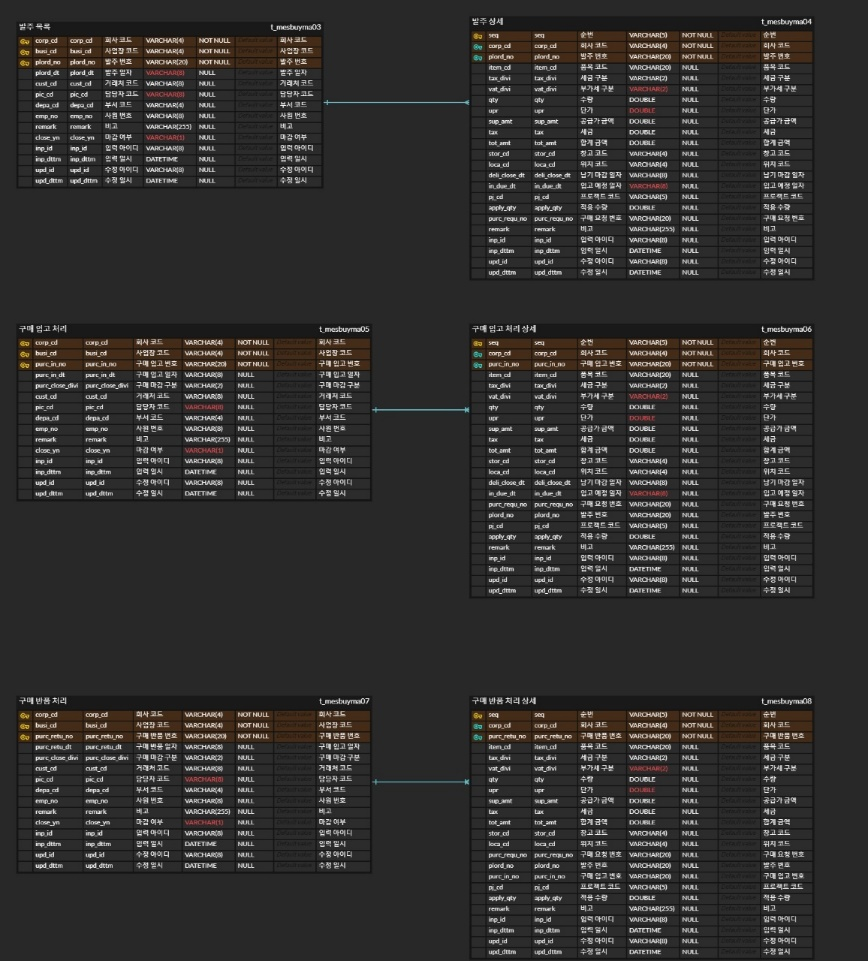 발주 목록 t_mesbuyma03
corp_cd corp_cd 회사 코드 VARCHAR(4) NOT NULL 회사 코드
busi_cd busi_cd 사업장 코드 VARCHAR(4) NOT NULL 사업장 코드
plord_no plord_no 발주 번호 VARCHAR(20) NOT NULL 발주 번호
plord_dt plord_dt 발주 일자 VARCHAR(8) NULL 발주 일자
cust_cd cust_cd 거래처 코드 VARCHAR(8) NULL 거래처 코드
pic_cd pic_cd 담당자 코드 VARCHAR(8) NULL 담당자 코드
depa_cd depa_cd 부서 코드 VARCHAR(4) NULL 부서 코드
emp_no emp_no 사원 번호 VARCHAR(8) NULL 사원 번호
remark remark 비고 VARCHAR(255) NULL 비고
close_yn close_yn 마감 여부 VARCHAR(1) NULL 마감 여부
inp_id inp_id 입력 아이디 VARCHAR(8) NULL 입력 아이디
inp_dttm inp_dttm 입력 일시 DATETIME NULL 입력 일시
upd_id upd_id 수정 아이디 VARCHAR(8) NULL 수정 아이디
upd_dttm upd_dttm 수정 일시 DATETIME NULL 수정 일시
발주 상세 t_mesbuyma04
seq seq 순번 VARCHAR(5) NOT NULL 순번
corp_cd corp_cd 회사 코드 VARCHAR(4) NOT NULL 회사 코드
plord_no plord_no 발주 번호 VARCHAR(20) NOT NULL 발주 번호
item_cd item_cd 품목 코드 VARCHAR(20) NULL 품목 코드
tax_divi tax_divi 세금 구분 VARCHAR(2) NULL 세금 구분
vat_divi vat_divi 부가세 구분 VARCHAR(2) NULL 부가세 구분
qty qty 수량 DOUBLE NULL 수량
upr upr 단가 DOUBLE NULL 단가
sup_amt sup_amt 공급가 금액 DOUBLE NULL 공급가 금액
tax tax 세금 DOUBLE NULL 세금
tot_amt tot_amt 합계 금액 DOUBLE NULL 합계 금액
stor_cd stor_cd 창고 코드 VARCHAR(4) NULL 창고 코드
loca_cd loca_cd 위치 코드 VARCHAR(4) NULL 위치 코드
deli_close_dt deli_close_dt 납기 마감 일자 VARCHAR(8) NULL 납기 마감 일자
in_due_dt in_due_dt 입고 예정 일자 VARCHAR(8) NULL 입고 예정 일자
pj_cd pj_cd 프로젝트 코드 VARCHAR(5) NULL 프로젝트 코드
apply_qty apply_qty 적용 수량 DOUBLE NULL 적용 수량
purc_requ_no purc_requ_no 구매 요청 번호 VARCHAR(20) NULL 구매 요청 번호
remark remark 비고 VARCHAR(255) NULL 비고
inp_id inp_id 입력 아이디 VARCHAR(8) NULL 입력 아이디
inp_dttm inp_dttm 입력 일시 DATETIME NULL 입력 일시
upd_id upd_id 수정 아이디 VARCHAR(8) NULL 수정 아이디
upd_dttm upd_dttm 수정 일시 DATETIME NULL 수정 일시
구매 입고 처리 t_mesbuyma05
corp_cd corp_cd 회사 코드 VARCHAR(4) NOT NULL 회사 코드
busi_cd busi_cd 사업장 코드 VARCHAR(4) NOT NULL 사업장 코드
purc_in_no purc_in_no 구매 입고 번호 VARCHAR(20) NOT NULL 구매 입고 번호
purc_in_dt purc_in_dt 구매 입고 일자 VARCHAR(8) NULL 구매 입고 일자
purc_close_divi purc_close_divi 구매 마감 구분 VARCHAR(2) NULL 구매 마감 구분
cust_cd cust_cd 거래처 코드 VARCHAR(8) NULL 거래처 코드
pic_cd pic_cd 담당자 코드 VARCHAR(8) NULL 담당자 코드
depa_cd depa_cd 부서 코드 VARCHAR(4) NULL 부서 코드
emp_no emp_no 사원 번호 VARCHAR(8) NULL 사원 번호
remark remark 비고 VARCHAR(255) NULL 비고
close_yn close_yn 마감 여부 VARCHAR(1) NULL 마감 여부
inp_id inp_id 입력 아이디 VARCHAR(8) NULL 입력 아이디
inp_dttm inp_dttm 입력 일시 DATETIME NULL 입력 일시
upd_id upd_id 수정 아이디 VARCHAR(8) NULL 수정 아이디
upd_dttm upd_dttm 수정 일시 DATETIME NULL 수정 일시
구매 입고 처리 상세 t_mesbuyma06
seq seq 순번 VARCHAR(5) NOT NULL 순번
corp_cd corp_cd 회사 코드 VARCHAR(4) NOT NULL 회사 코드
purc_in_no purc_in_no 구매 입고 번호 VARCHAR(20) NOT NULL 구매 입고 번호
item_cd item_cd 품목 코드 VARCHAR(20) NULL 품목 코드
tax_divi tax_divi 세금 구분 VARCHAR(2) NULL 세금 구분
vat_divi vat_divi 부가세 구분 VARCHAR(2) NULL 부가세 구분
qty qty 수량 DOUBLE NULL 수량
upr upr 단가 DOUBLE NULL 단가
sup_amt sup_amt 공급가 금액 DOUBLE NULL 공급가 금액
tax tax 세금 DOUBLE NULL 세금
tot_amt tot_amt 합계 금액 DOUBLE NULL 합계 금액
stor_cd stor_cd 창고 코드 VARCHAR(4) NULL 창고 코드
loca_cd loca_cd 위치 코드 VARCHAR(4) NULL 위치 코드
deli_close_dt deli_close_dt 납기 마감 일자 VARCHAR(8) NULL 납기 마감 일자
in_due_dt in_due_dt 입고 예정 일자 VARCHAR(8) NULL 입고 예정 일자
purc_requ_no purc_requ_no 구매 요청 번호 VARCHAR(20) NULL 구매 요청 번호
plord_no plord_no 발주 번호 VARCHAR(20) NULL 발주 번호
pj_cd pj_cd 프로젝트 코드 VARCHAR(5) NULL 프로젝트 코드
apply_qty apply_qty 적용 수량 DOUBLE NULL 적용 수량
remark remark 비고 VARCHAR(255) NULL 비고
inp_id inp_id 입력 아이디 VARCHAR(8) NULL 입력 아이디
inp_dttm inp_dttm 입력 일시 DATETIME NULL 입력 일시
upd_id upd_id 수정 아이디 VARCHAR(8) NULL 수정 아이디
upd_dttm upd_dttm 수정 일시 DATETIME NULL 수정 일시
구매 반품 처리 t_mesbuyma07
corp_cd corp_cd 회사 코드 VARCHAR(4) NOT NULL 회사 코드
busi_cd busi_cd 사업장 코드 VARCHAR(4) NOT NULL 사업장 코드
purc_retu_no purc_retu_no 구매 반품 번호 VARCHAR(20) NOT NULL 구매 반품 번호
purc_retu_dt purc_retu_dt 구매 반품 일자 VARCHAR(8) NULL 구매 입고 일자
purc_close_divi purc_close_divi 구매 마감 구분 VARCHAR(2) NULL 구매 마감 구분
cust_cd cust_cd 거래처 코드 VARCHAR(8) NULL 거래처 코드
pic_cd pic_cd 담당자 코드 VARCHAR(8) NULL 담당자 코드
depa_cd depa_cd 부서 코드 VARCHAR(4) NULL 부서 코드
emp_no emp_no 사원 번호 VARCHAR(8) NULL 사원 번호
remark remark 비고 VARCHAR(255) NULL 비고
close_yn close_yn 마감 여부 VARCHAR(1) NULL 마감 여부
inp_id inp_id 입력 아이디 VARCHAR(8) NULL 입력 아이디
inp_dttm inp_dttm 입력 일시 DATETIME NULL 입력 일시
upd_id upd_id 수정 아이디 VARCHAR(8) NULL 수정 아이디
upd_dttm upd_dttm 수정 일시 DATETIME NULL 수정 일시
구매 반품 처리 상세 t_mesbuyma08
seq seq 순번 VARCHAR(5) NOT NULL 순번
corp_cd corp_cd 회사 코드 VARCHAR(4) NOT NULL 회사 코드
purc_retu_no purc_retu_no 구매 반품 번호 VARCHAR(20) NOT NULL 구매 반품 번호
item_cd item_cd 품목 코드 VARCHAR(20) NULL 품목 코드
tax_divi tax_divi 세금 구분 VARCHAR(2) NULL 세금 구분
vat_divi vat_divi 부가세 구분 VARCHAR(2) NULL 부가세 구분
qty qty 수량 DOUBLE NULL 수량
upr upr 단가 DOUBLE NULL 단가
sup_amt sup_amt 공급가 금액 DOUBLE NULL 공급가 금액
tax tax 세금 DOUBLE NULL 세금
tot_amt tot_amt 합계 금액 DOUBLE NULL 합계 금액
stor_cd stor_cd 창고 코드 VARCHAR(4) NULL 창고 코드
loca_cd loca_cd 위치 코드 VARCHAR(4) NULL 위치 코드
purc_requ_no purc_requ_no 구매 요청 번호 VARCHAR(20) NULL 구매 요청 번호
plord_no plord_no 발주 번호 VARCHAR(20) NULL 발주 번호
purc_in_no purc_in_no 구매 입고 번호 VARCHAR(20) NULL 구매 입고 번호
pj_cd pj_cd 프로젝트 코드 VARCHAR(5) NULL 프로젝트 코드
apply_qty apply_qty 적용 수량 DOUBLE NULL 적용 수량
remark remark 비고 VARCHAR(255) NULL 비고
inp_id inp_id 입력 아이디 VARCHAR(8) NULL 입력 아이디
inp_dttm inp_dttm 입력 일시 DATETIME NULL 입력 일시
upd_id upd_id 수정 아이디 VARCHAR(8) NULL 수정 아이디
upd_dttm upd_dttm 수정 일시 DATETIME NULL 수정 일시